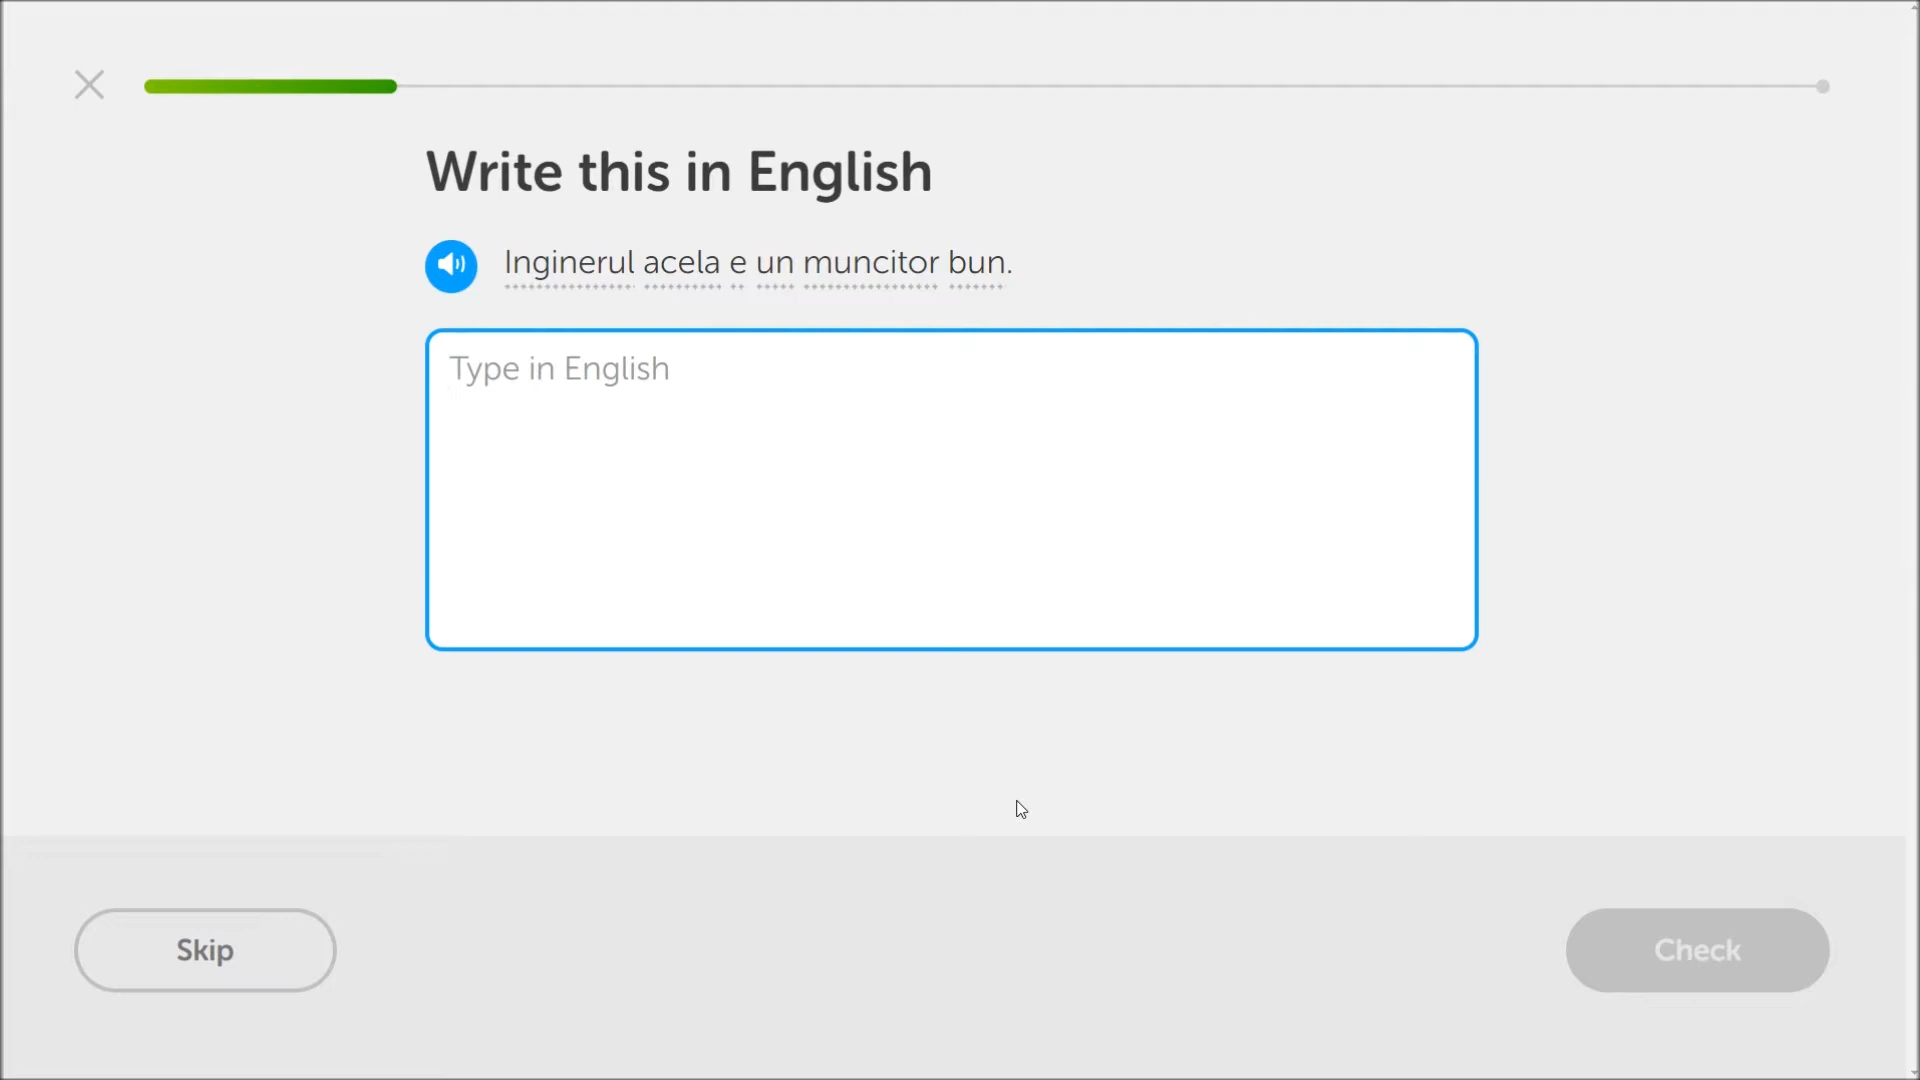 Write this in English
Inginerul acela e un muncitor bun.
Type in English
Skip
Check